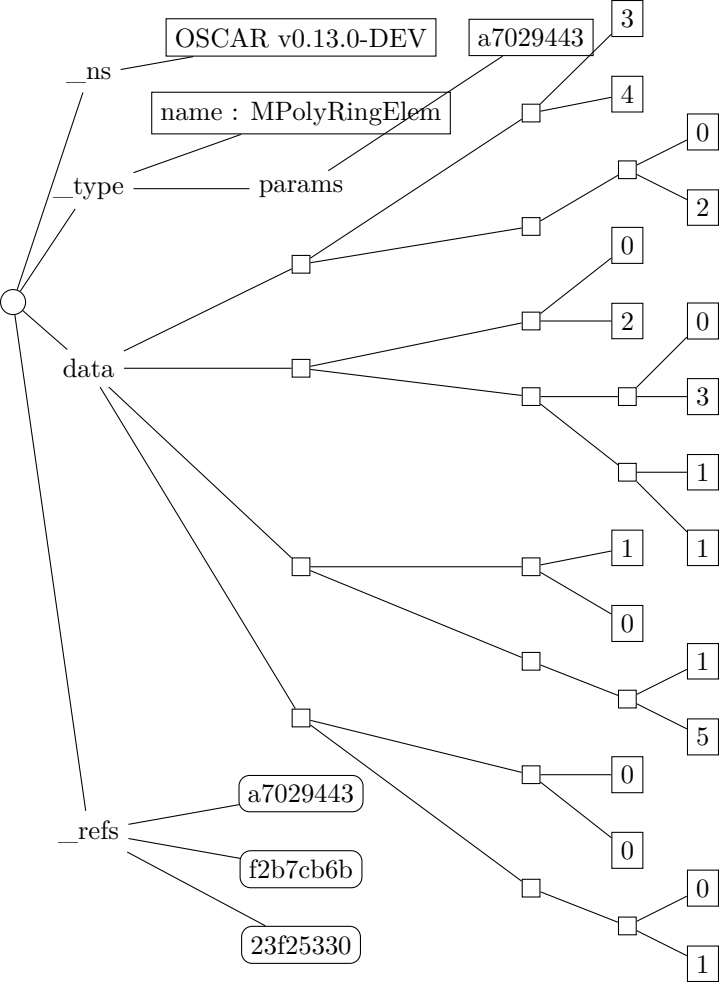 _ns
OSCAR v0.13.0-DEV
_type
name : MPolyRingElem
params
a7029443
data
3
4
0
2
0
2
0
3
1
1
1
0
1
5
0
0
0
1
_refs
a7029443
f2b7cb6b
23f25330